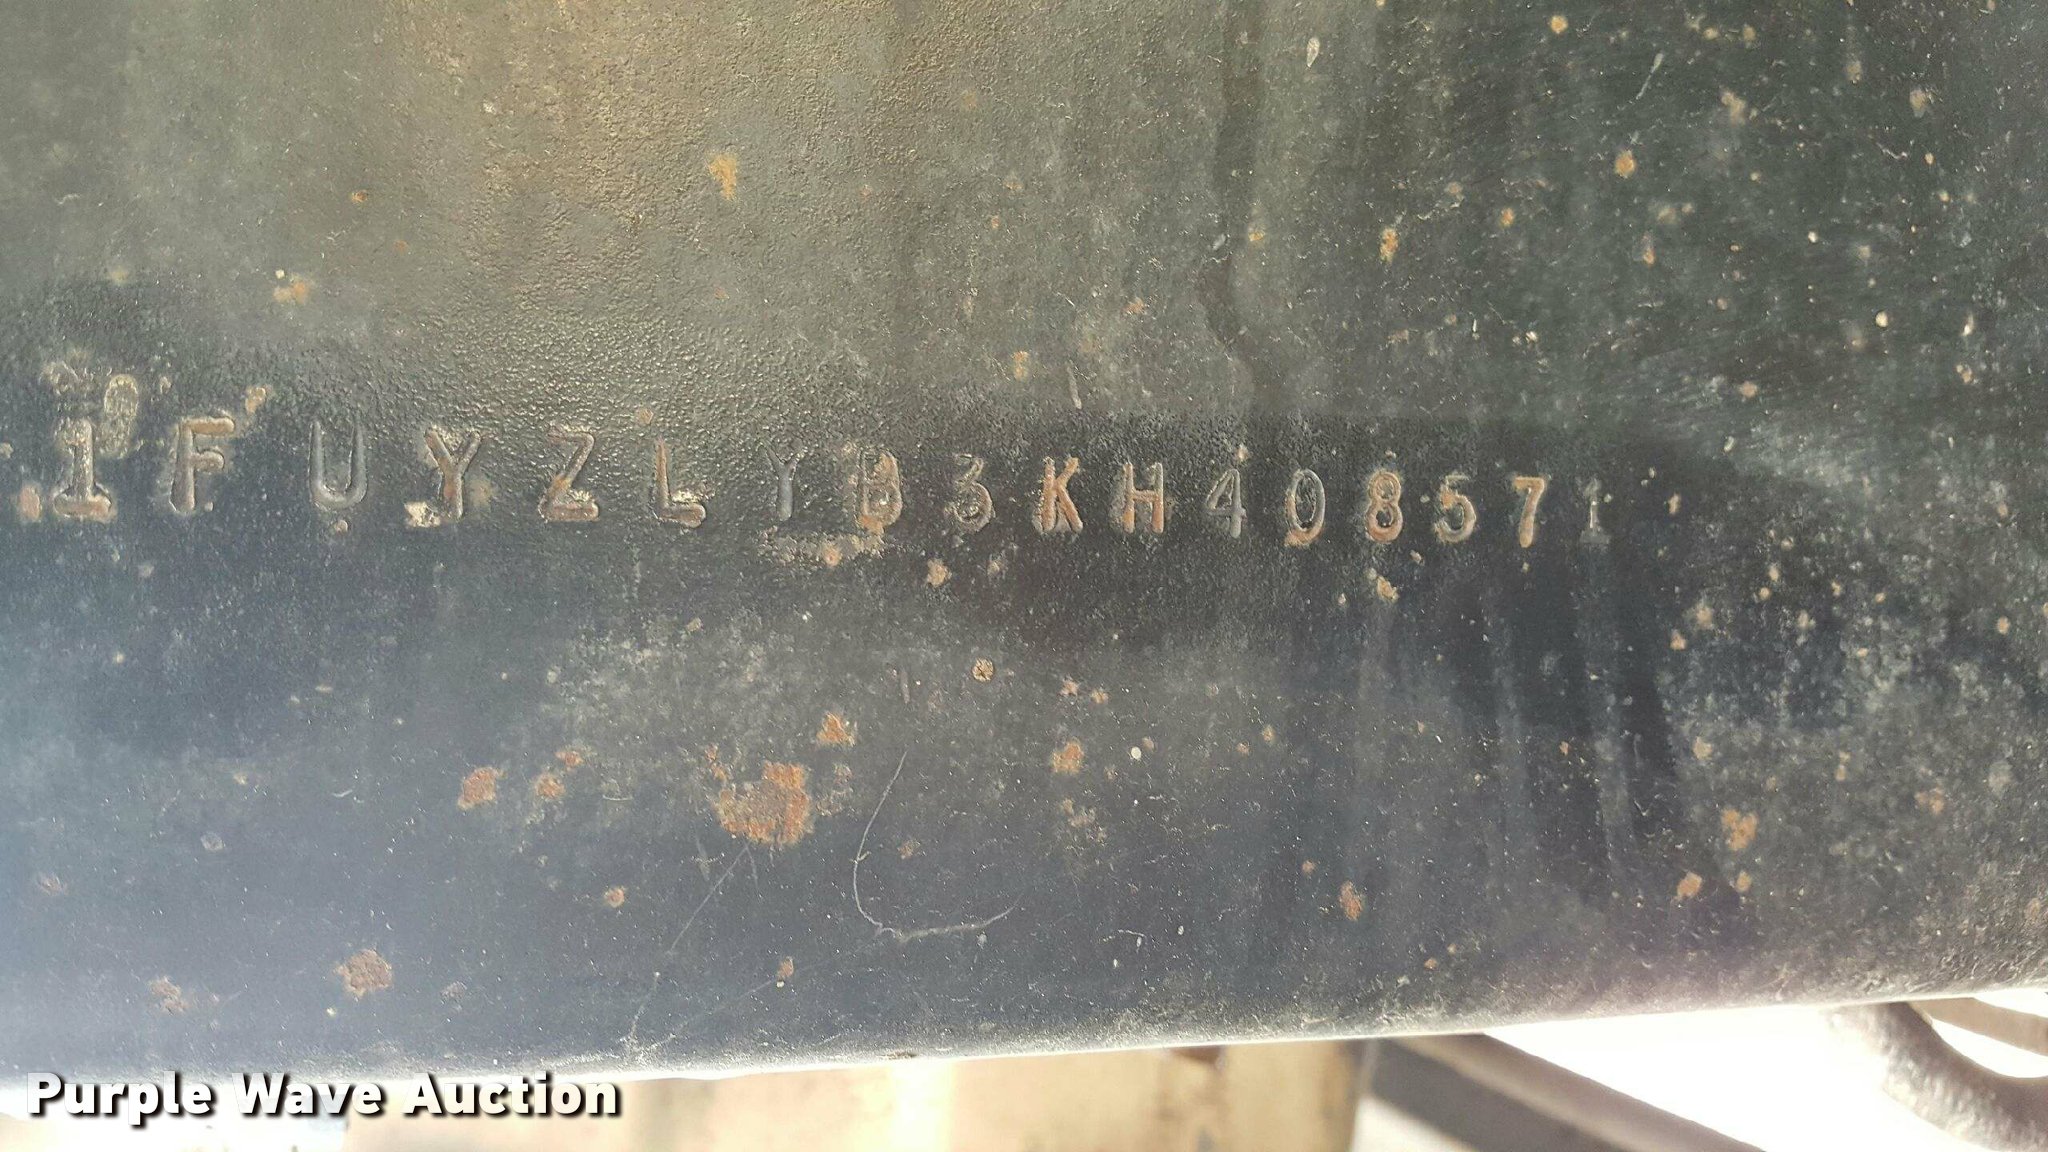 1FUYZLYB3KH408571
Purple Wave Auction